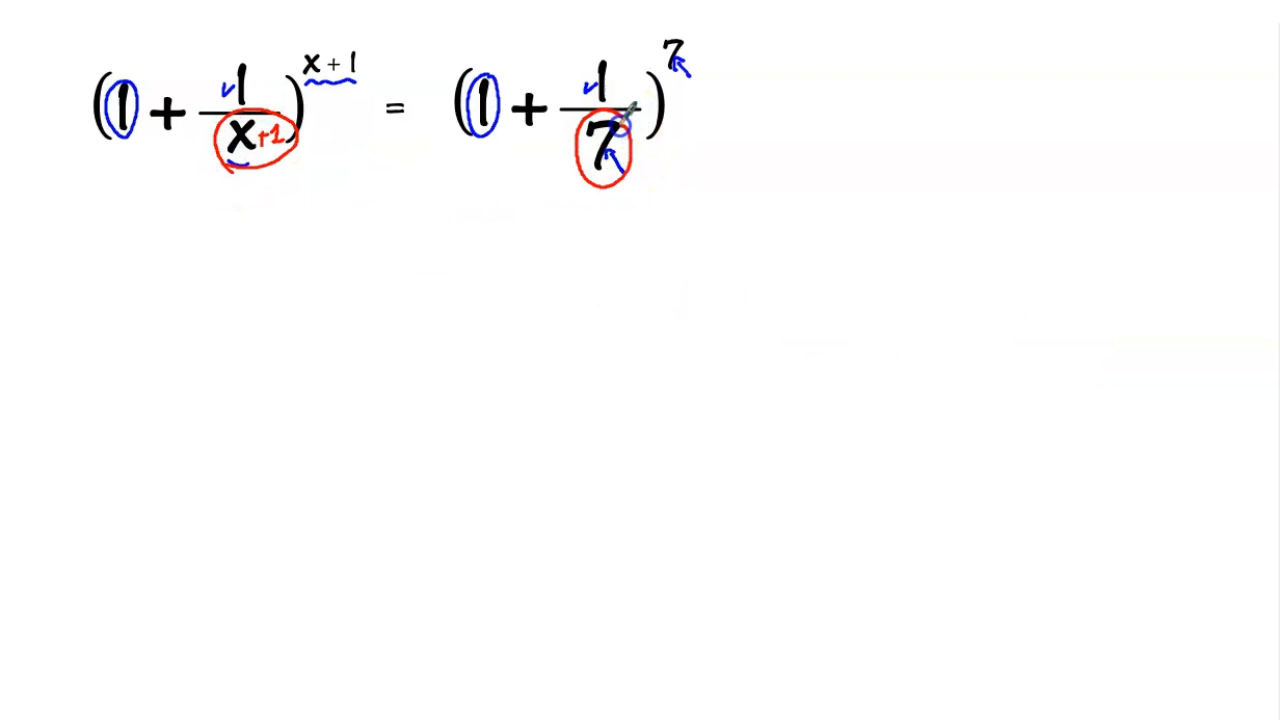 (1 + 1/x+1)^x+1 = (1 + 1/7)^7